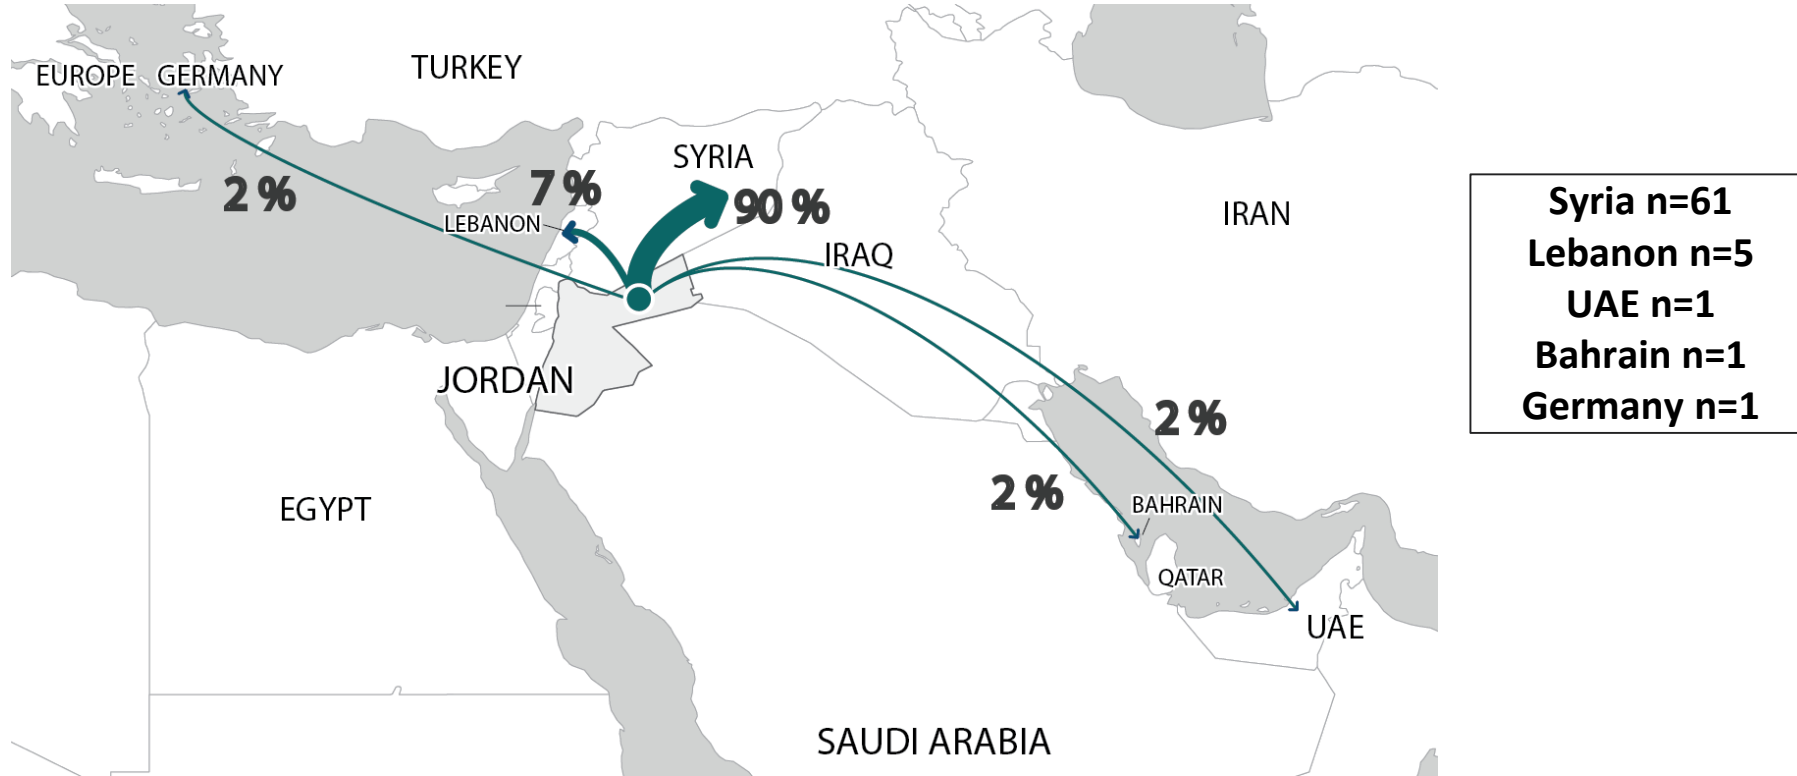 EUROPE GERMANY
TURKEY
SYRIA
7 %
2 %
90 %
LEBANON
IRAN
IRAQ
JORDAN
2 %
2 %
BAHRAIN
EGYPT
QATAR
UAE
SAUDI ARABIA
Syria n=61
Lebanon n=5
UAE n=1
Bahrain n=1
Germany n=1